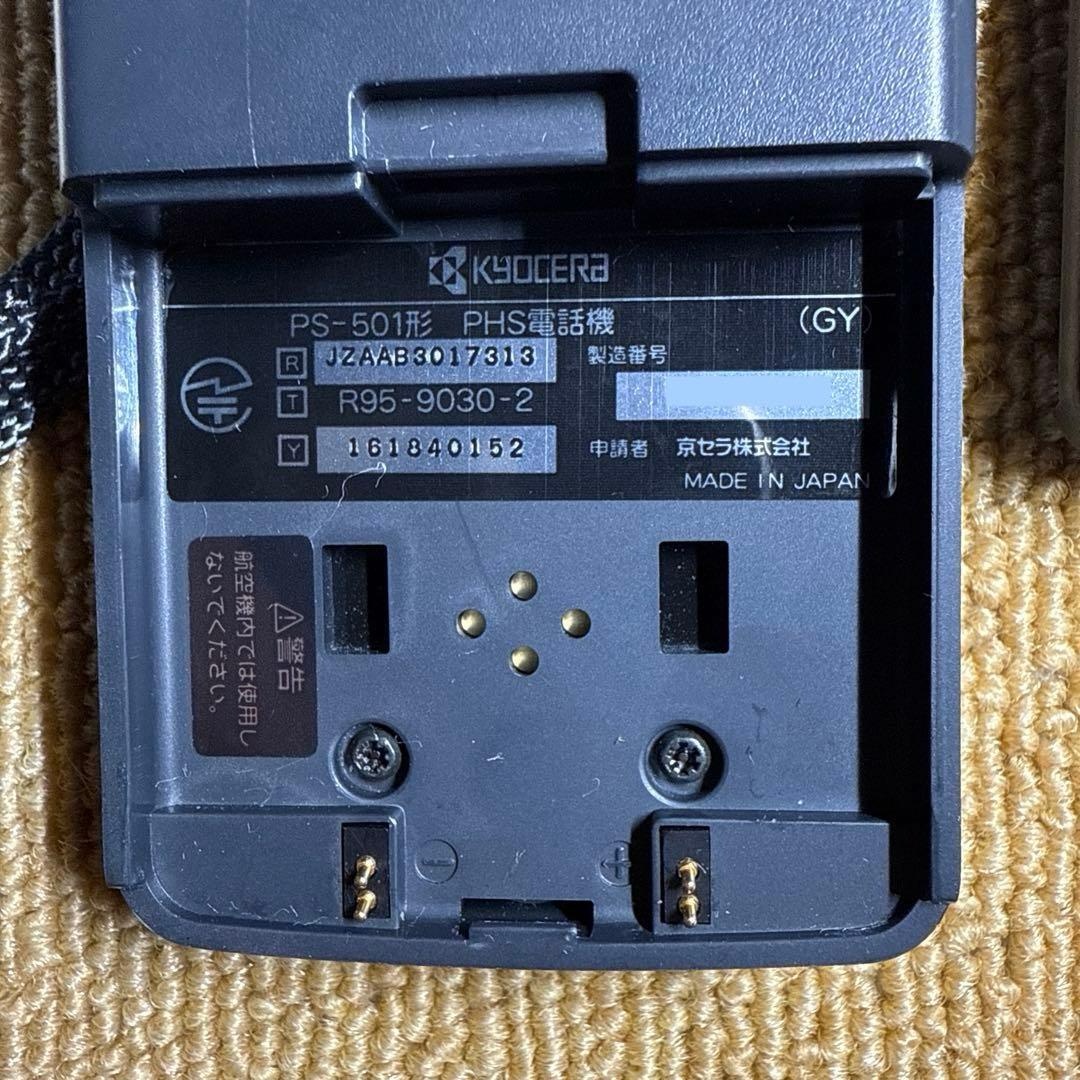 KYOCERA
PS-501形 PHS電話機 (GY)
R JZAAB3017313 製造番号
T R95-9030-2
Y 161840152 申請者 京セラ株式会社
MADE IN JAPAN
⚠警告
航空機内では使用し
ないでください。
− +